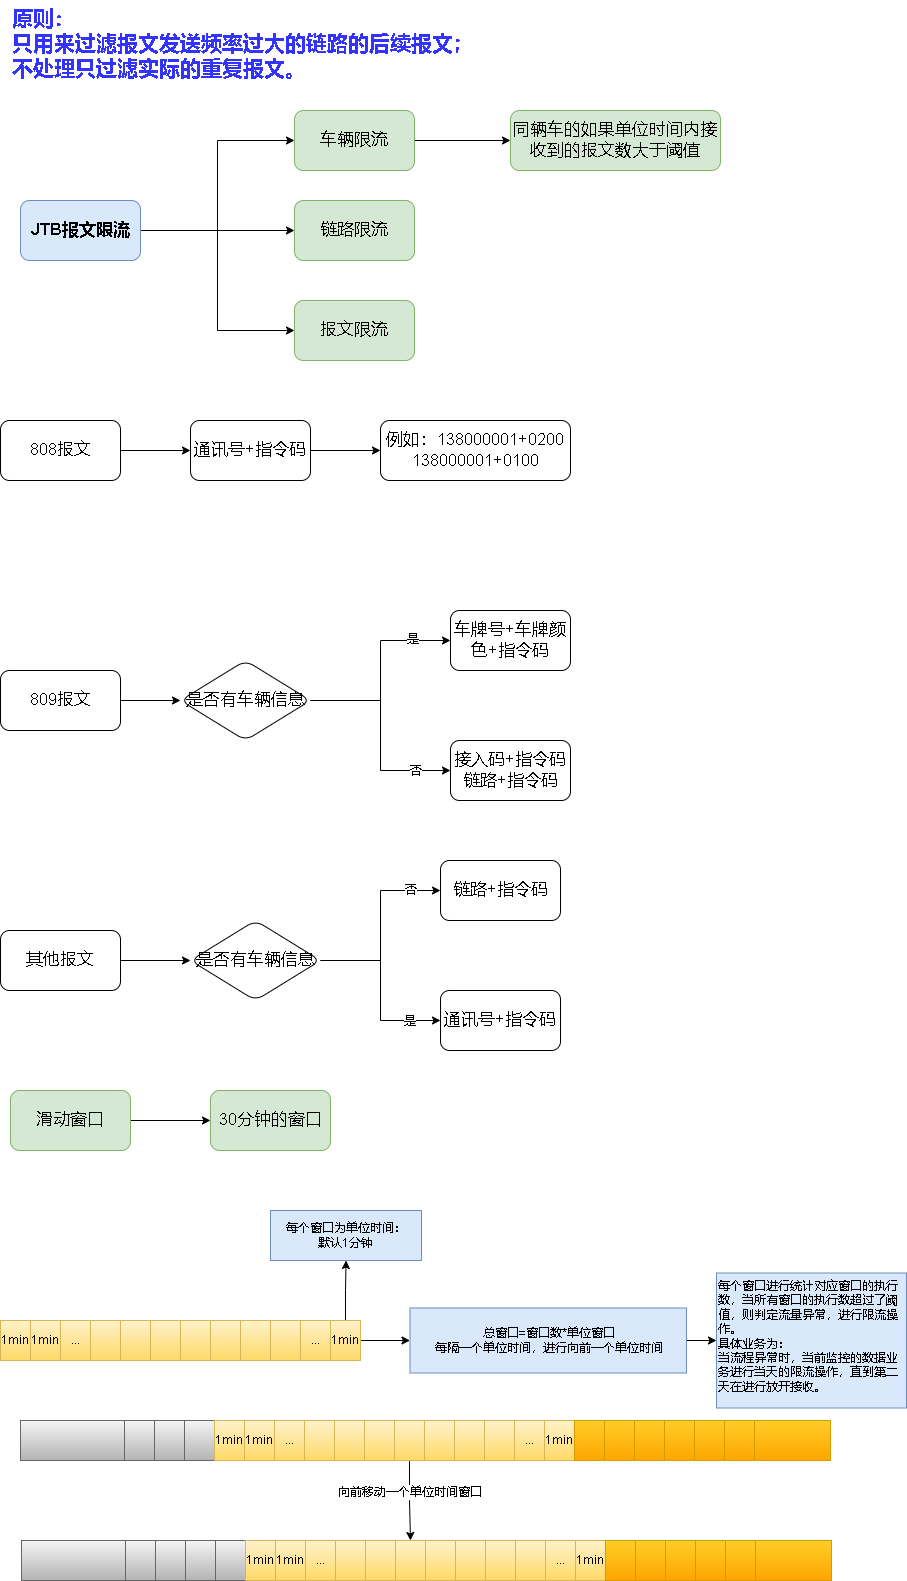 原则：
只用来过滤报文发送频率过大的链路的后续报文；
不处理只过滤实际的重复报文。
车辆限流
同辆车的如果单位时间内接
收到的报文数大于阈值
JTB报文限流
链路限流
报文限流
808报文
通讯号+指令码
例如：138000001+0200
138000001+0100
车牌号+车牌颜
色+指令码
是
809报文
是否有车辆信息
接入码+指令码
链路+指令码
否
链路+指令码
否
其他报文
是否有车辆信息
通讯号+指令码
是
滑动窗口
30分钟的窗口
每个窗口为单位时间：
默认1分钟
1min 1min ... ... 1min
总窗口=窗口数*单位窗口
每隔一个单位时间，进行向前一个单位时间
每个窗口进行统计对应窗口的执行
数，当所有窗口的执行数超过了阈
值，则判定流量异常，进行限流操
作。
具体业务为：
当流程异常时，当前监控的数据业
务进行当天的限流操作，直到第二
天在进行放开接收。
1min 1min ... ... 1min
向前移动一个单位时间窗口
1min 1min ... ... 1min